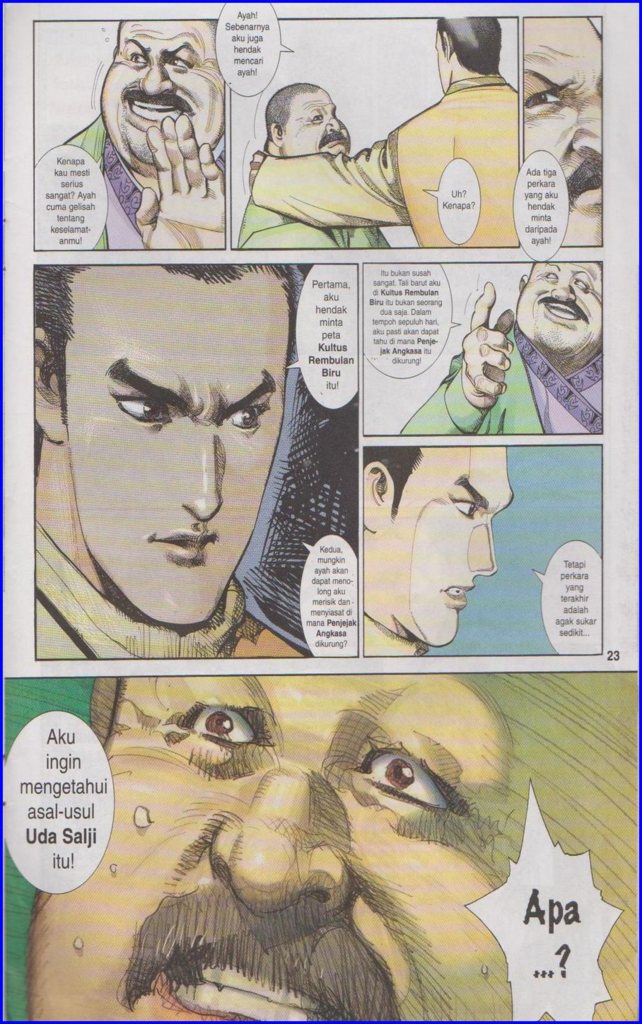 Kenapa
kau mesti
serius
sangat? Ayah
cuma gelisah
tentang
keselamat-
anmu!
Ayah!
Sebenarnya
aku juga
hendak
mencari
ayah!
Uh?
Kenapa?
Ada tiga
perkara
yang aku
hendak
minta
daripada
ayah!
Pertama,
aku
hendak
minta
peta
Kultus
Rembulan
Biru
itu!
Itu bukan susah
sangat. Tali barut aku
di Kultus Rembulan
Biru itu bukan seorang
dua saja. Dalam
tempoh sepuluh hari,
aku pasti akan dapat
tahu di mana Penje-
jak Angkasa itu
dikurung!
Kedua,
mungkin
ayah akan
dapat meno-
long aku
merisik dan
menyiasat di
mana Penjejak
Angkasa
dikurung?
Tetapi
perkara
yang
terakhir
adalah
agak sukar
sedikit...
23
Aku
ingin
mengetahui
asal-usul
Uda Salji
itu!
Apa
...?